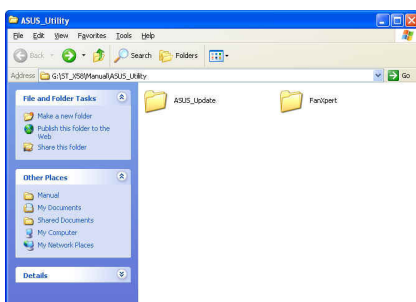 ASUS_Utility
File Edit View Favorites Tools Help
Back Search Folders
Address G:\ST_X58\Manual\ASUS_Utility Go
File and Folder Tasks
Make a new folder
Publish this folder to the
Web
Share this folder
Other Places
Manual
My Documents
Shared Documents
My Computer
My Network Places
Details
ASUS_Update FanXpert